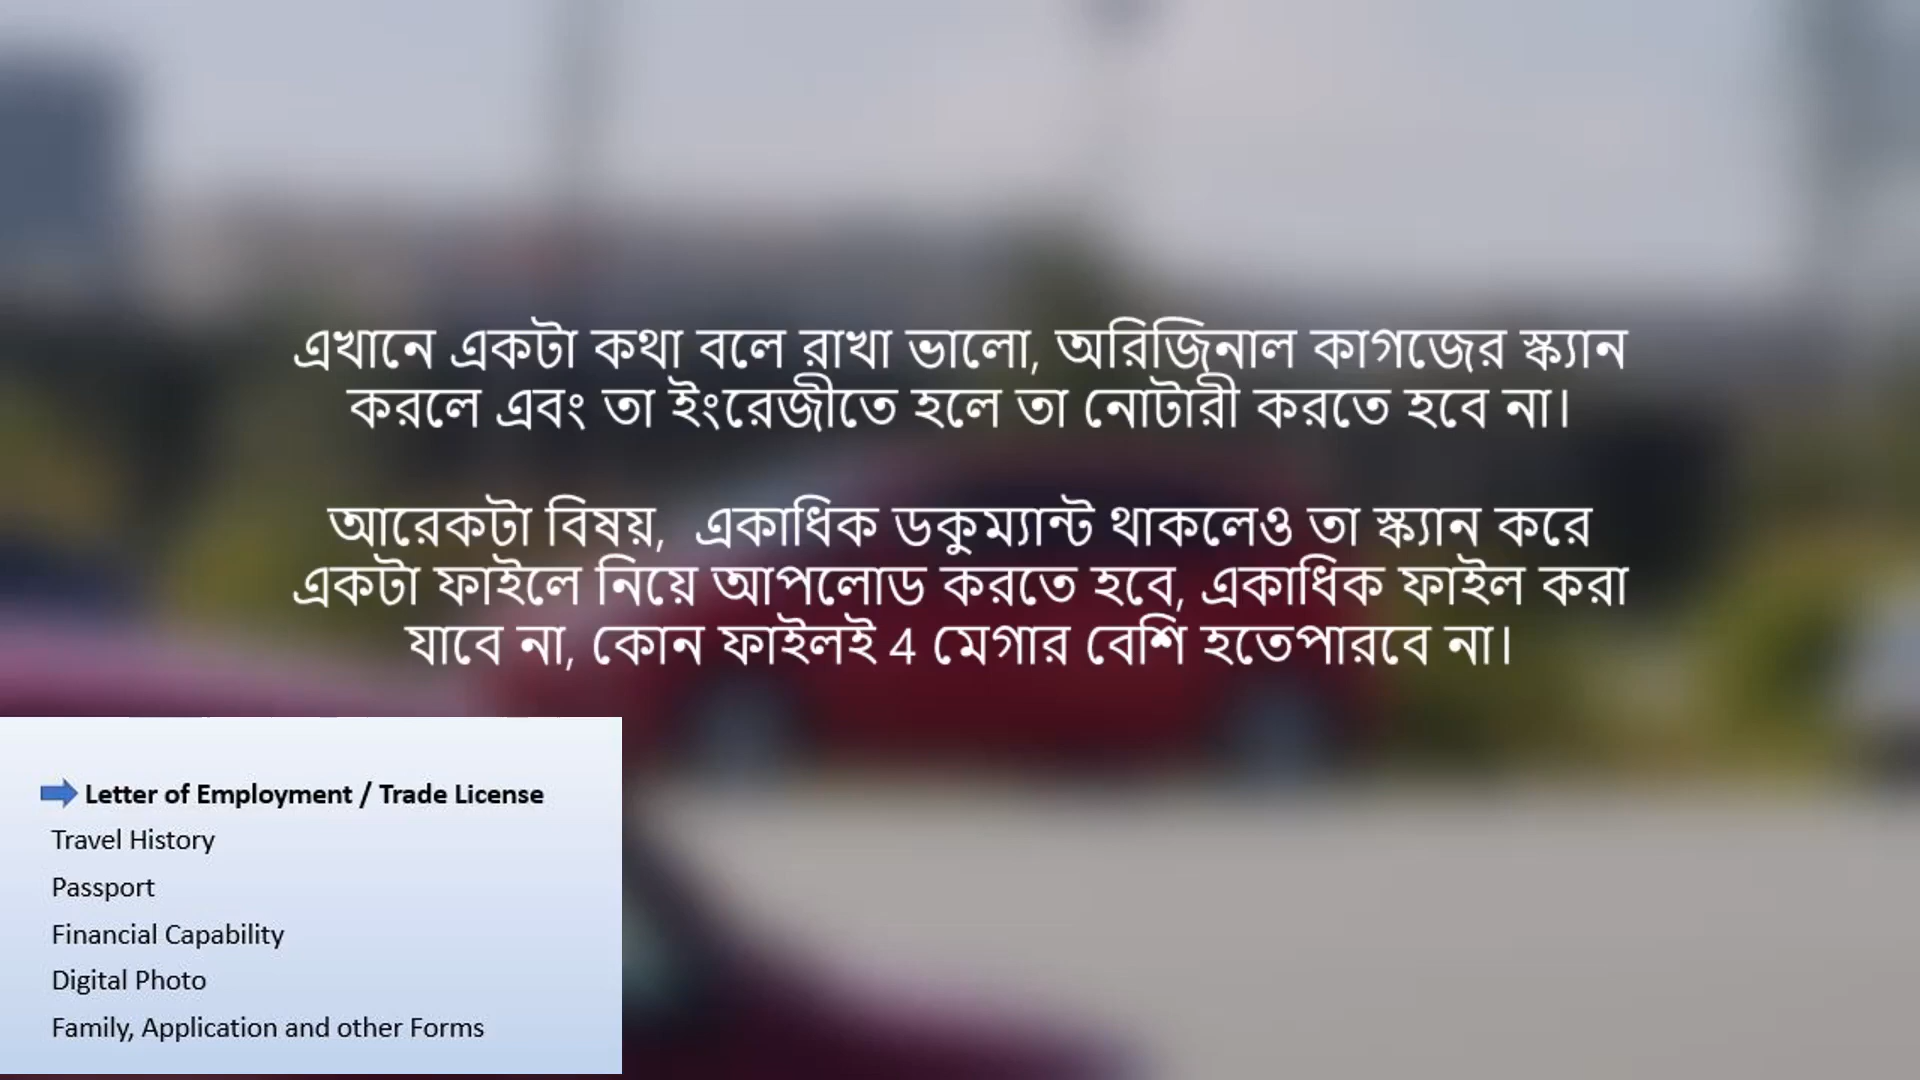 এখানে একটা কথা বলে রাখা ভালো, অরিজিনাল কাগজের স্ক্যান
করলে এবং তা ইংরেজীতে হলে তা নোটারী করতে হবে না।
আরেকটা বিষয়,  একাধিক ডকুম্যান্ট থাকলেও তা স্ক্যান করে
একটা ফাইলে নিয়ে আপলোড করতে হবে, একাধিক ফাইল করা
যাবে না, কোন ফাইলই 4 মেগার বেশি হতেপারবে না।
Letter of Employment / Trade License
Travel History
Passport
Financial Capability
Digital Photo
Family, Application and other Forms